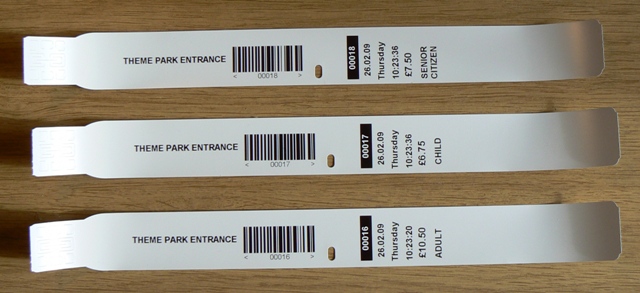 THEME PARK ENTRANCE
< 00018 >
00018
26.02.09
Thursday
10:23:36
£7.50
SENIOR
CITIZEN
THEME PARK ENTRANCE
< 00017 >
00017
26.02.09
Thursday
10:23:36
£6.75
CHILD
THEME PARK ENTRANCE
< 00016 >
00016
26.02.09
Thursday
10:23:20
£10.50
ADULT